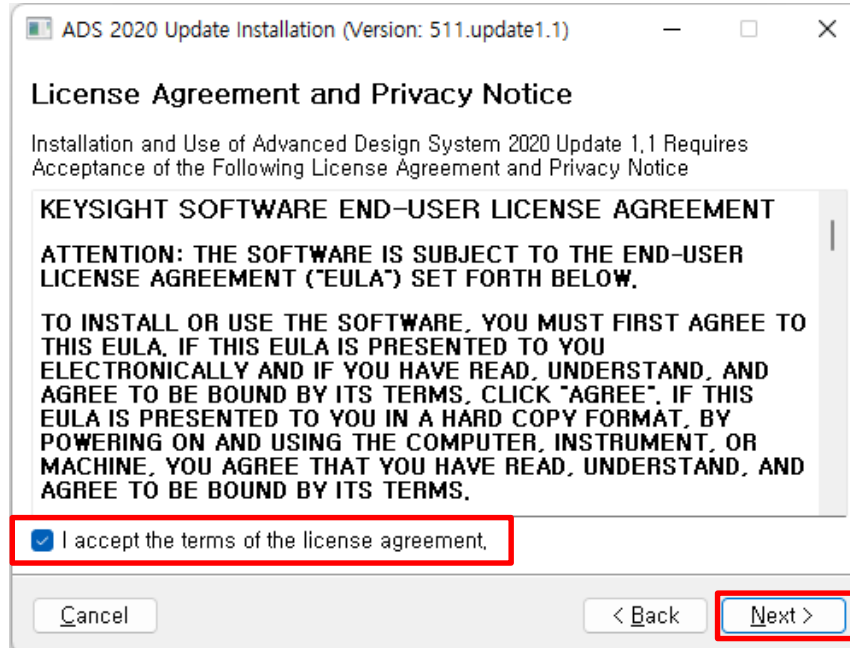 ADS 2020 Update Installation (Version: 511.update1.1)
License Agreement and Privacy Notice
Installation and Use of Advanced Design System 2020 Update 1.1 Requires
Acceptance of the Following License Agreement and Privacy Notice
KEYSIGHT SOFTWARE END-USER LICENSE AGREEMENT
ATTENTION: THE SOFTWARE IS SUBJECT TO THE END-USER
LICENSE AGREEMENT ("EULA") SET FORTH BELOW.
TO INSTALL OR USE THE SOFTWARE, YOU MUST FIRST AGREE TO
THIS EULA. IF THIS EULA IS PRESENTED TO YOU
ELECTRONICALLY AND IF YOU HAVE READ, UNDERSTAND, AND
AGREE TO BE BOUND BY ITS TERMS, CLICK "AGREE". IF THIS
EULA IS PRESENTED TO YOU IN A HARD COPY FORMAT, BY
POWERING ON AND USING THE COMPUTER, INSTRUMENT, OR
MACHINE, YOU AGREE THAT YOU HAVE READ, UNDERSTAND, AND
AGREE TO BE BOUND BY ITS TERMS.
I accept the terms of the license agreement.
Cancel
< Back
Next >